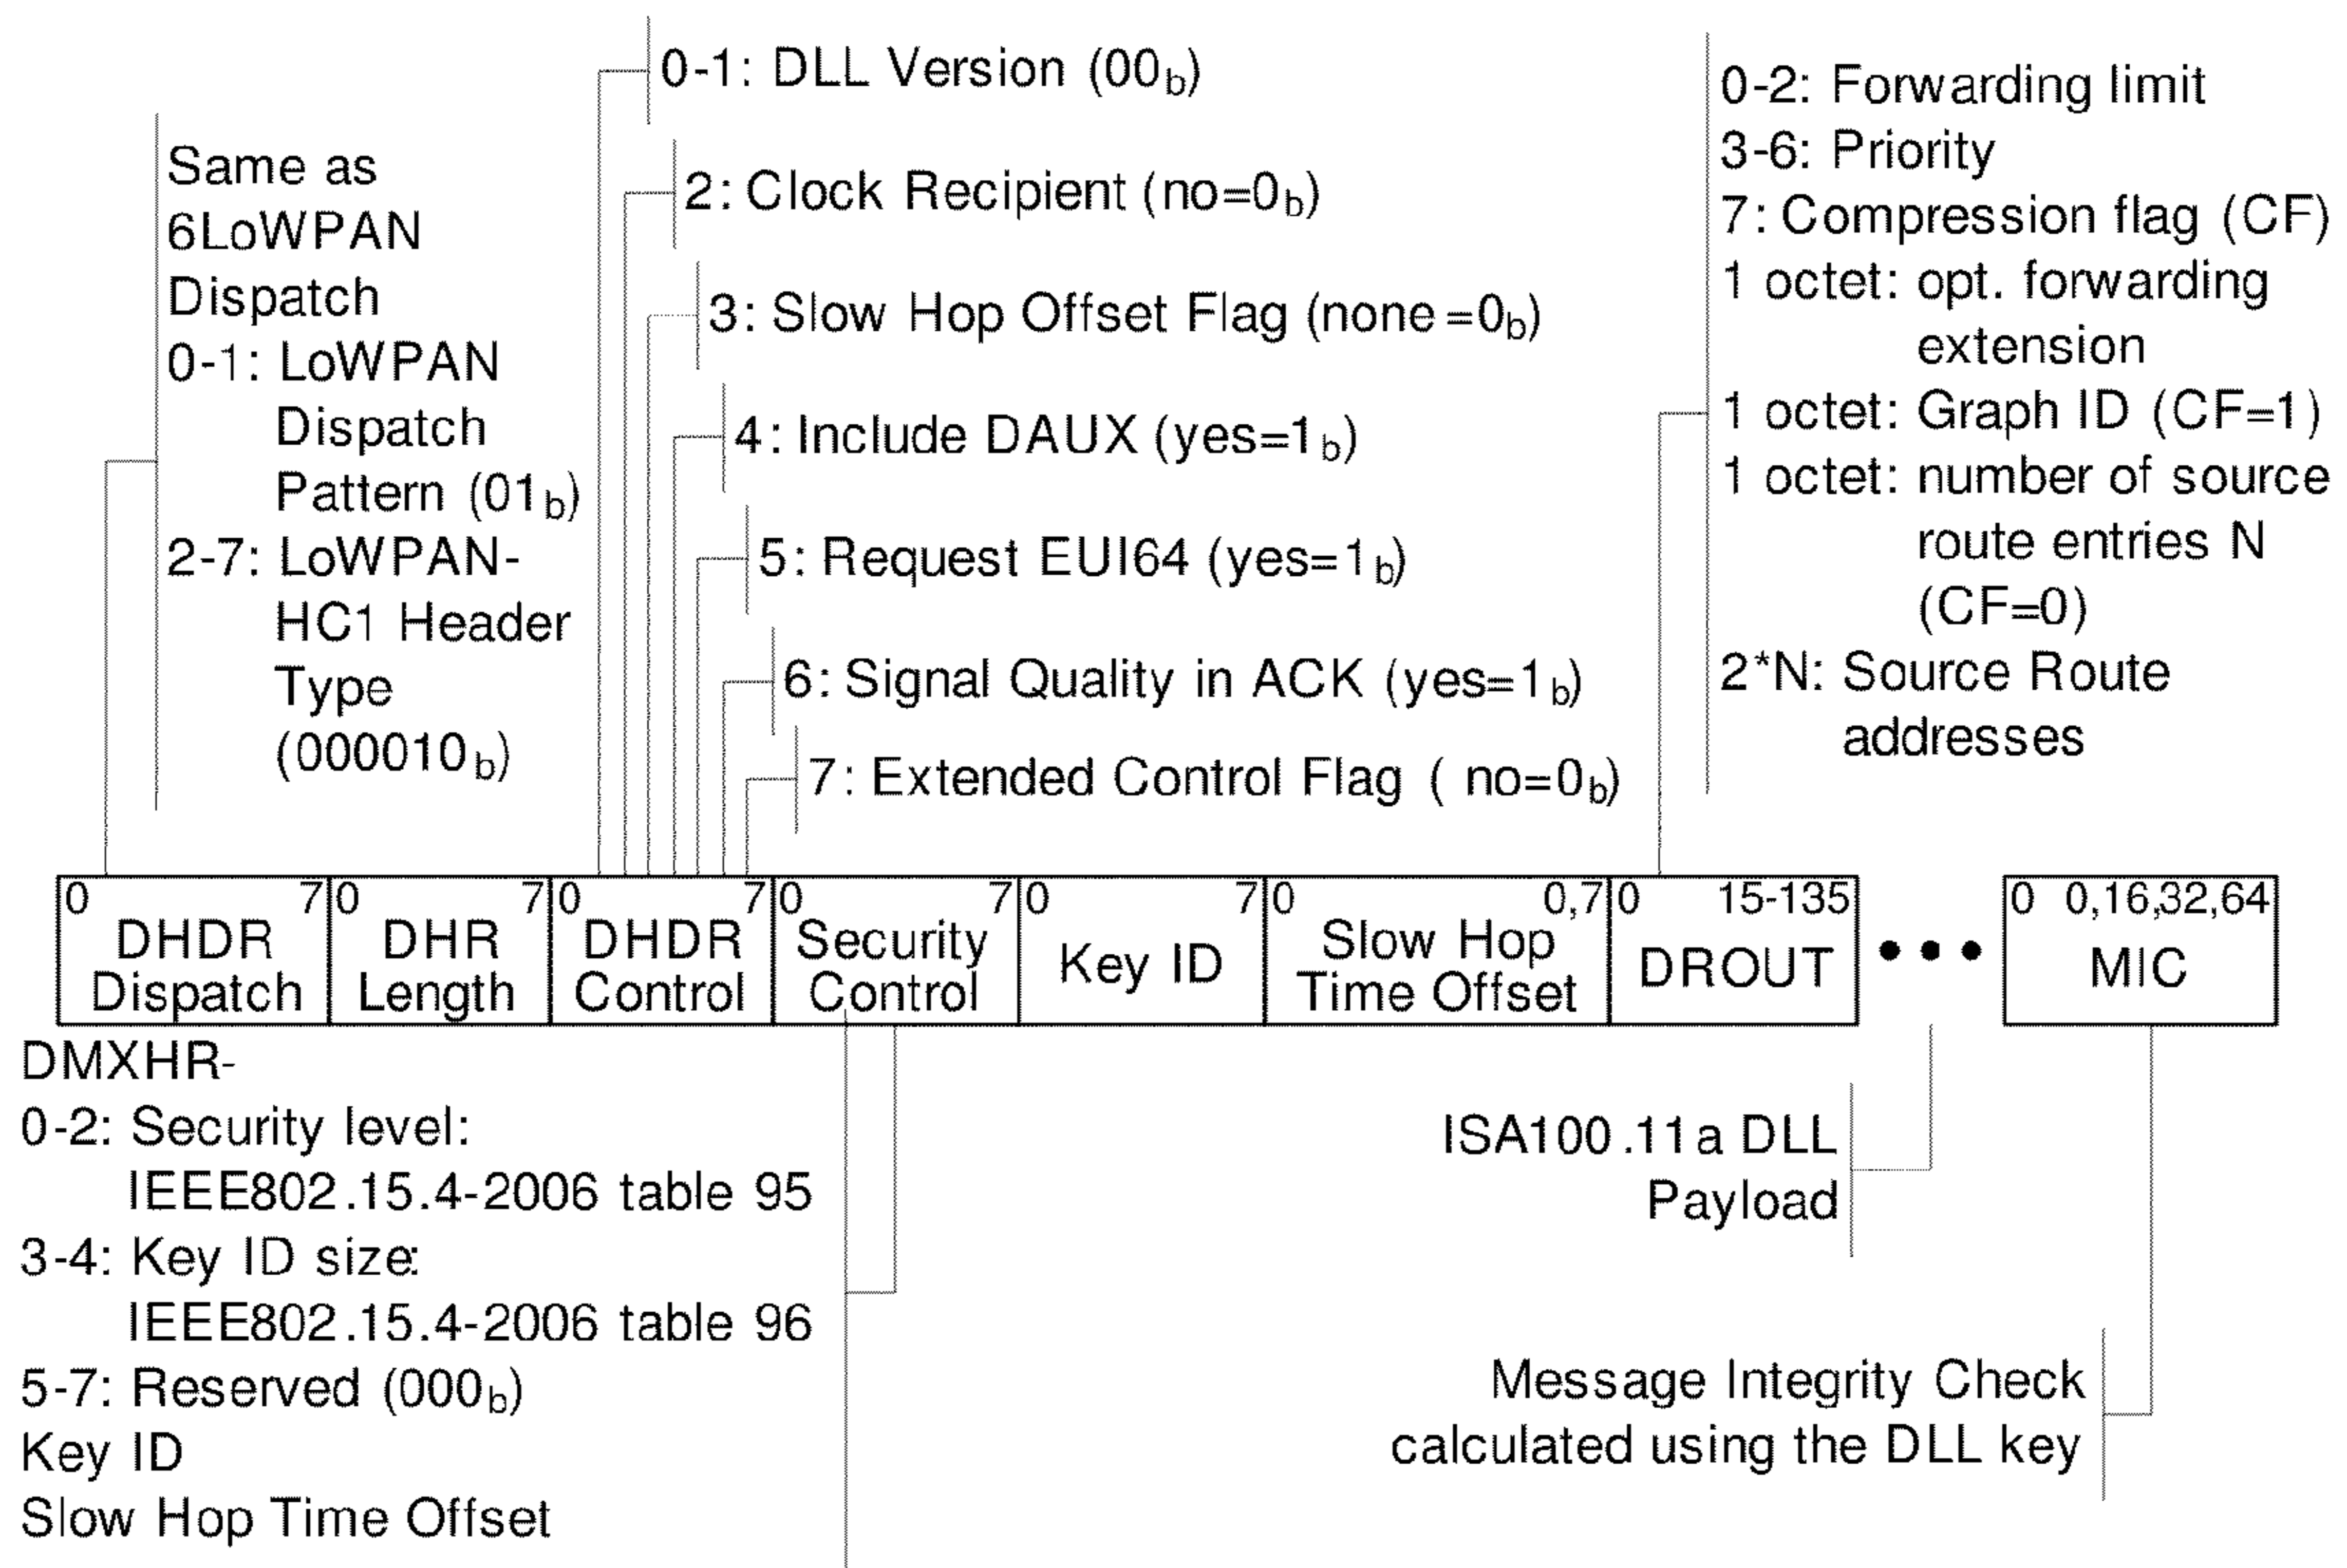 Same as
6LoWPAN
Dispatch
0-1: LoWPAN
Dispatch
Pattern (01b)
2-7: LoWPAN-
HC1 Header
Type
(000010b)
0-1: DLL Version (00b)
2: Clock Recipient (no=0b)
3: Slow Hop Offset Flag (none=0b)
4: Include DAUX (yes=1b)
5: Request EUI64 (yes=1b)
6: Signal Quality in ACK (yes=1b)
7: Extended Control Flag ( no=0b)
0-2: Forwarding limit
3-6: Priority
7: Compression flag (CF)
1 octet: opt. forwarding
extension
1 octet: Graph ID (CF=1)
1 octet: number of source
route entries N
(CF=0)
2*N: Source Route
addresses
0 7
DHDR
Dispatch
0 7
DHR
Length
0 7
DHDR
Control
0 7
Security
Control
0 7
Key ID
0 0,7
Slow Hop
Time Offset
0 15-135
DROUT
•••
0 0,16,32,64
MIC
DMXHR-
0-2: Security level:
IEEE802.15.4-2006 table 95
3-4: Key ID size:
IEEE802.15.4-2006 table 96
5-7: Reserved (000b)
Key ID
Slow Hop Time Offset
ISA100.11a DLL
Payload
Message Integrity Check
calculated using the DLL key